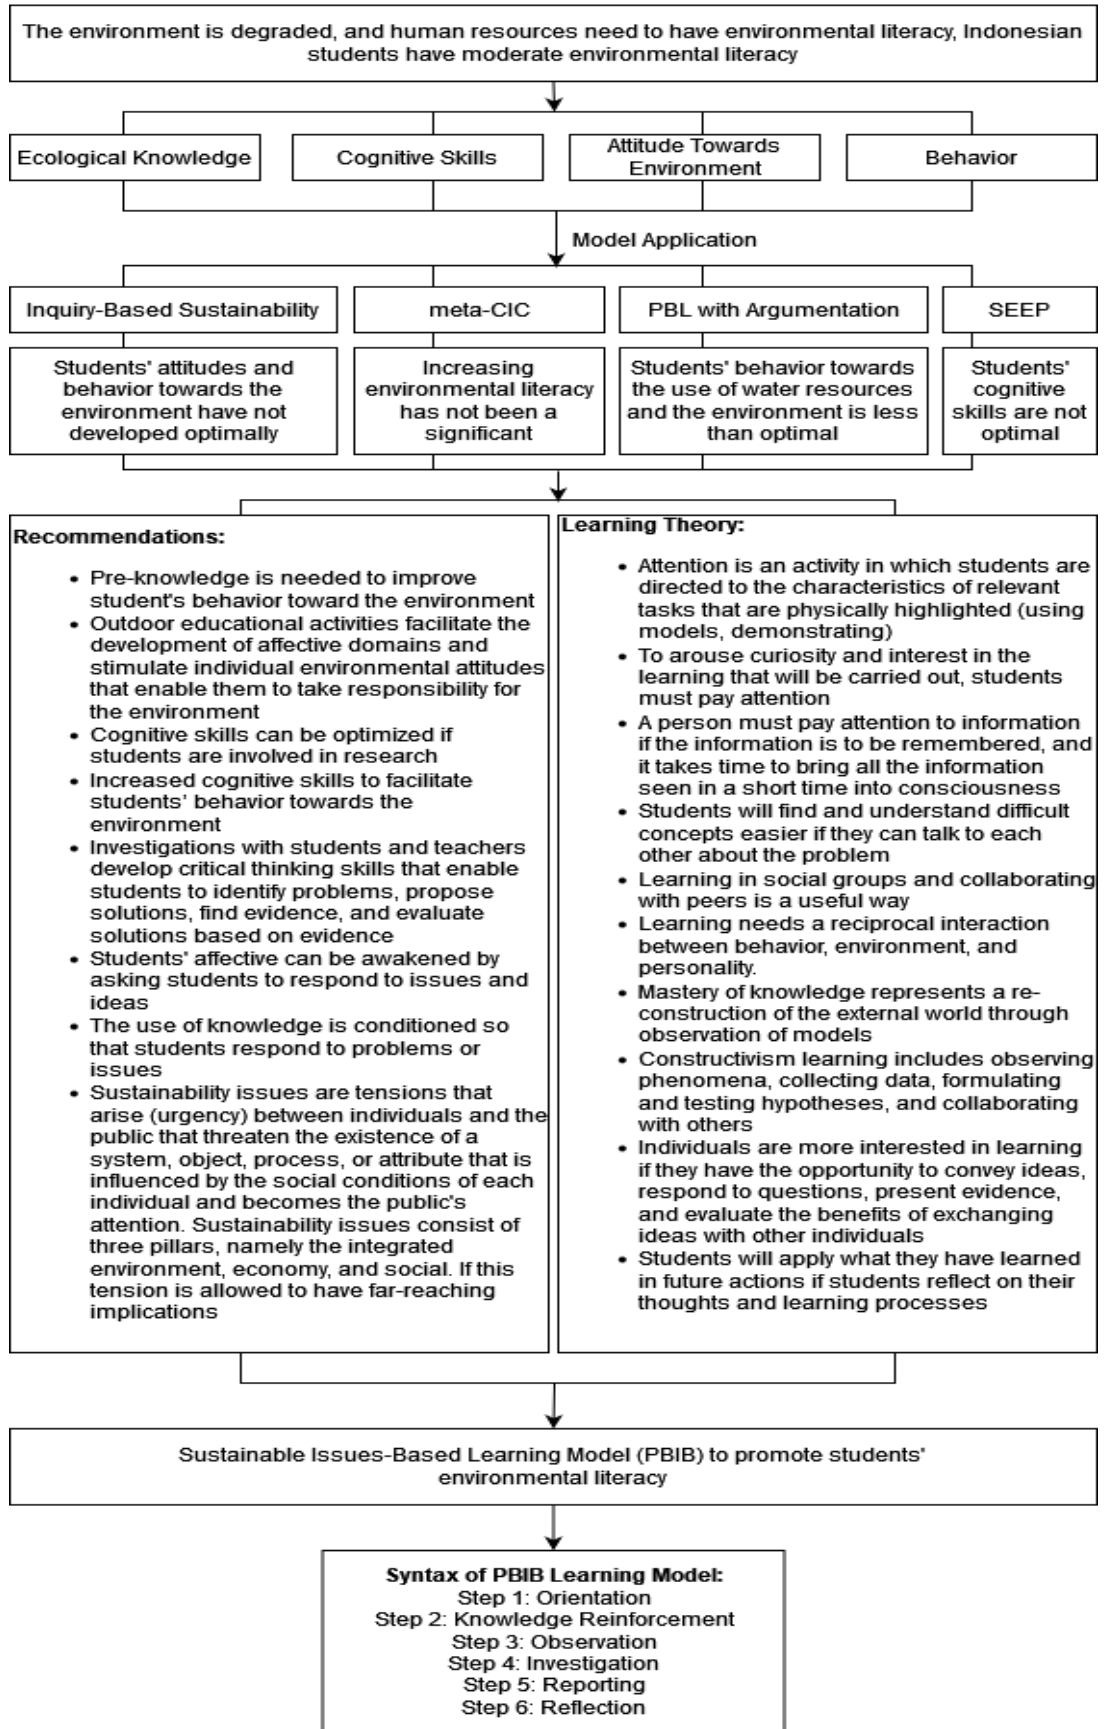 The environment is degraded, and human resources need to have environmental literacy, Indonesian
students have moderate environmental literacy
Ecological Knowledge
Cognitive Skills
Attitude Towards
Environment
Behavior
Model Application
Inquiry-Based Sustainability
meta-CIC
PBL with Argumentation
SEEP
Students' attitudes and
behavior towards the
environment have not
developed optimally
Increasing
environmental literacy
has not been a
significant
Students' behavior towards
the use of water resources
and the environment is less
than optimal
Students'
cognitive
skills are not
optimal
Recommendations:
• Pre-knowledge is needed to improve
student's behavior toward the environment
• Outdoor educational activities facilitate the
development of affective domains and
stimulate individual environmental attitudes
that enable them to take responsibility for
the environment
• Cognitive skills can be optimized if
students are involved in research
• Increased cognitive skills to facilitate
students' behavior towards the
environment
• Investigations with students and teachers
develop critical thinking skills that enable
students to identify problems, propose
solutions, find evidence, and evaluate
solutions based on evidence
• Students' affective can be awakened by
asking students to respond to issues and
ideas
• The use of knowledge is conditioned so
that students respond to problems or
issues
• Sustainability issues are tensions that
arise (urgency) between individuals and the
public that threaten the existence of a
system, object, process, or attribute that is
influenced by the social conditions of each
individual and becomes the public's
attention. Sustainability issues consist of
three pillars, namely the integrated
environment, economy, and social. If this
tension is allowed to have far-reaching
implications
Learning Theory:
• Attention is an activity in which students are
directed to the characteristics of relevant
tasks that are physically highlighted (using
models, demonstrating)
• To arouse curiosity and interest in the
learning that will be carried out, students
must pay attention
• A person must pay attention to information
if the information is to be remembered, and
it takes time to bring all the information
seen in a short time into consciousness
• Students will find and understand difficult
concepts easier if they can talk to each
other about the problem
• Learning in social groups and collaborating
with peers is a useful way
• Learning needs a reciprocal interaction
between behavior, environment, and
personality.
• Mastery of knowledge represents a re-
construction of the external world through
observation of models
• Constructivism learning includes observing
phenomena, collecting data, formulating
and testing hypotheses, and collaborating
with others
• Individuals are more interested in learning
if they have the opportunity to convey ideas,
respond to questions, present evidence,
and evaluate the benefits of exchanging
ideas with other individuals
• Students will apply what they have learned
in future actions if students reflect on their
thoughts and learning processes
Sustainable Issues-Based Learning Model (PBIB) to promote students'
environmental literacy
Syntax of PBIB Learning Model:
Step 1: Orientation
Step 2: Knowledge Reinforcement
Step 3: Observation
Step 4: Investigation
Step 5: Reporting
Step 6: Reflection